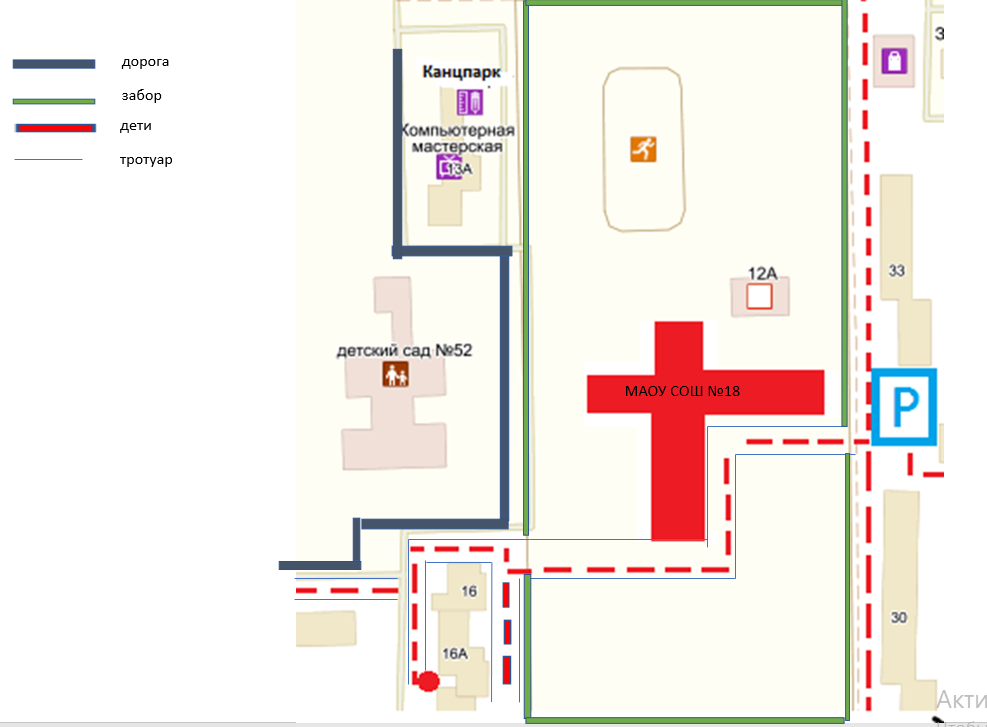 дорога
забор
дети
тротуар
Канцпарк
Компьютерная
мастерская
13А
детский сад №52
12А
МАОУ СОШ №18
33
P
16
16А
30
Акти